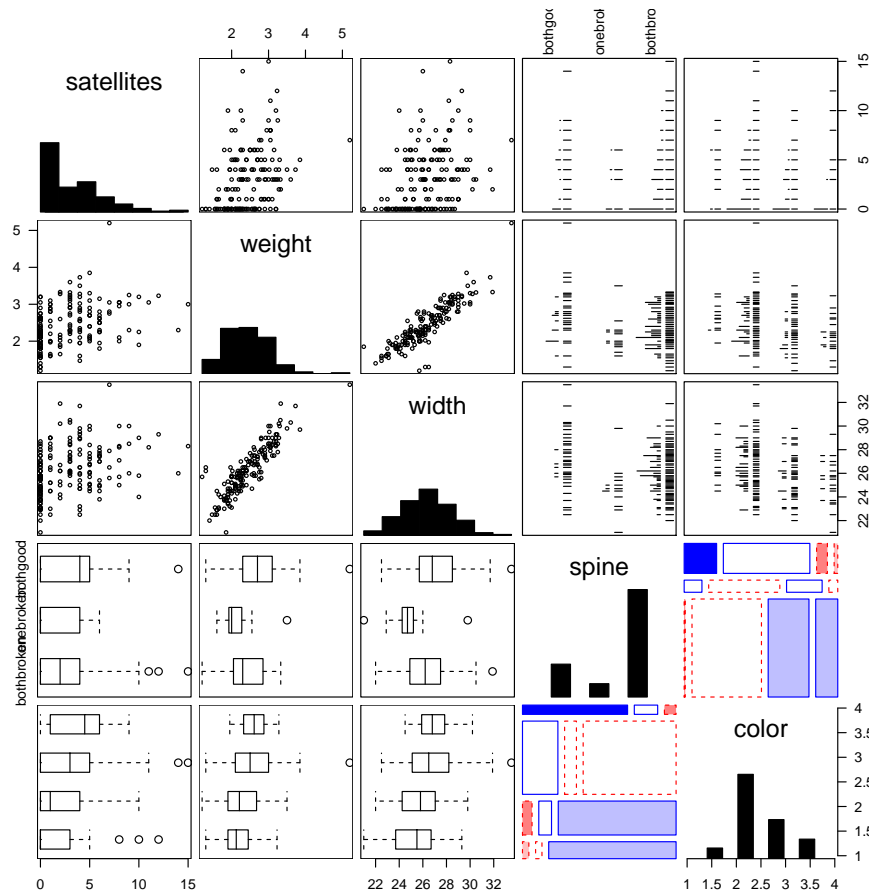 2 3 4 5
bothgoo
onebrok
bothbro
satellites
0 5 10 15
2 3 4 5
weight
width
22 24 26 28 30 32
bothbroken
onebroken
bothgood
spine
color
1 1.5 2 2.5 3 3.5 4
0 5 10 15
22 24 26 28 30 32
1 1.5 2 2.5 3 3.5 4